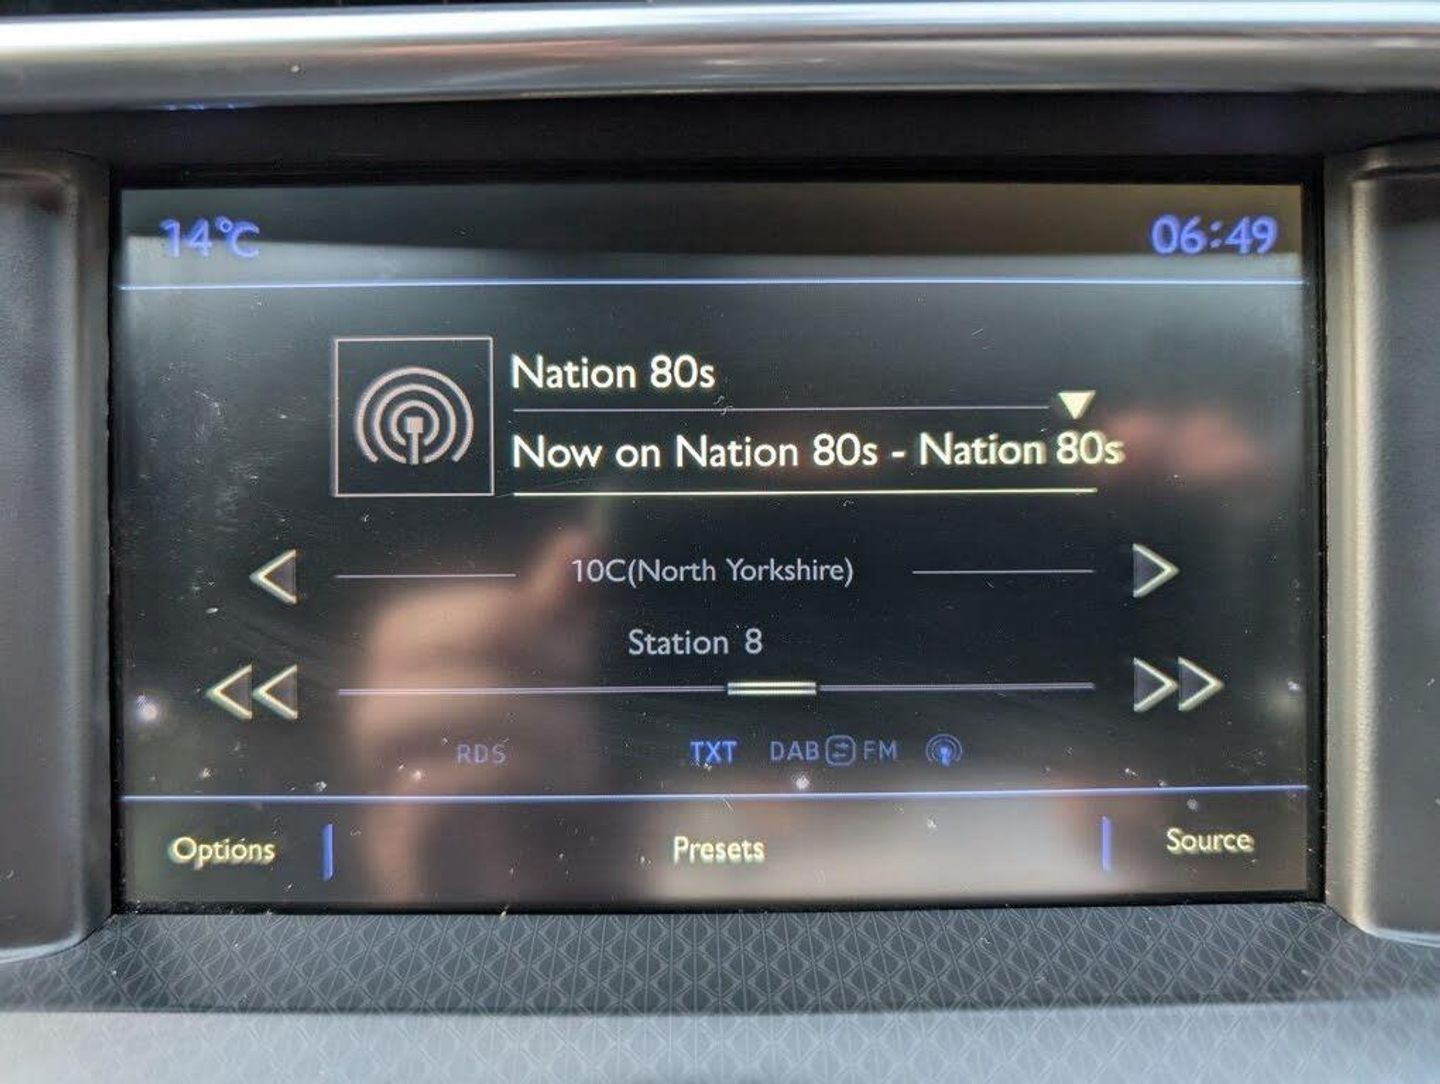 14°C
06:49
Nation 80s
Now on Nation 80s - Nation 80s
10C(North Yorkshire)
Station 8
RDS TXT DAB FM
Options Presets Source